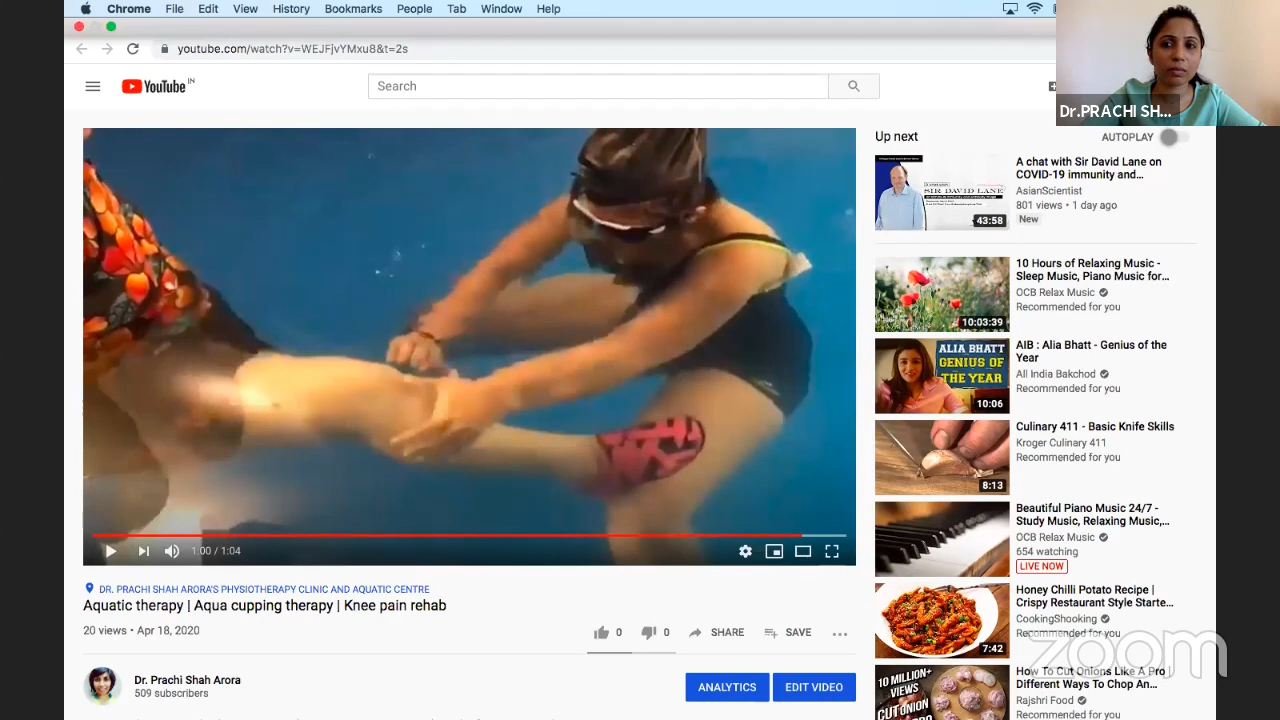 Chrome File Edit View History Bookmarks People Tab Window Help
youtube.com/watch?v=WEJFjvYMxu8&t=2s
YouTube IN
Search
Dr.PRACHI SH...
Up next
AUTOPLAY
SIR DAVID LANE
43:58
A chat with Sir David Lane on
COVID-19 immunity and...
AsianScientist
801 views • 1 day ago
New
10:03:39
10 Hours of Relaxing Music -
Sleep Music, Piano Music for...
OCB Relax Music
Recommended for you
ALIA BHATT
GENIUS OF
THE YEAR
10:06
AIB : Alia Bhatt - Genius of the
Year
All India Bakchod
Recommended for you
8:13
Culinary 411 - Basic Knife Skills
Kroger Culinary 411
Recommended for you
Beautiful Piano Music 24/7 -
Study Music, Relaxing Music,...
OCB Relax Music
654 watching
LIVE NOW
7:42
Honey Chilli Potato Recipe |
Crispy Restaurant Style Starte...
CookingShooking
Recommended for you
10 MILLION+
VIEWS
CUT ONION
How To Cut Onions Like A Pro |
Different Ways To Chop An...
Rajshri Food
Recommended for you
zoom
1:00 / 1:04
DR. PRACHI SHAH ARORA'S PHYSIOTHERAPY CLINIC AND AQUATIC CENTRE
Aquatic therapy | Aqua cupping therapy | Knee pain rehab
20 views • Apr 18, 2020
0 0 SHARE SAVE ...
Dr. Prachi Shah Arora
509 subscribers
ANALYTICS
EDIT VIDEO